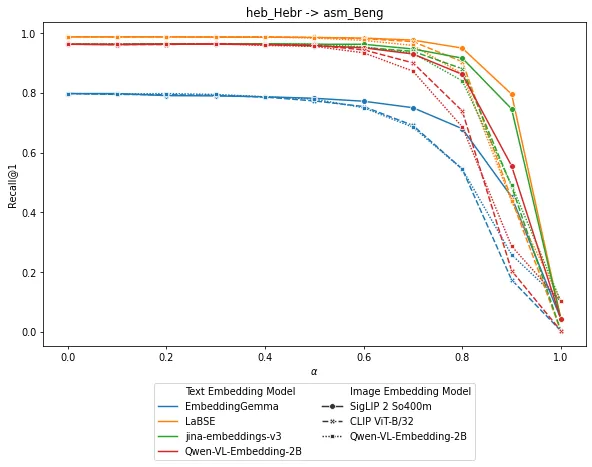 heb_Hebr -> asm_Beng
Recall@1
1.0
0.8
0.6
0.4
0.2
0.0
0.0 0.2 0.4 0.6 0.8 1.0
α
Text Embedding Model
EmbeddingGemma
LaBSE
jina-embeddings-v3
Qwen-VL-Embedding-2B
Image Embedding Model
SigLIP 2 So400m
CLIP ViT-B/32
Qwen-VL-Embedding-2B